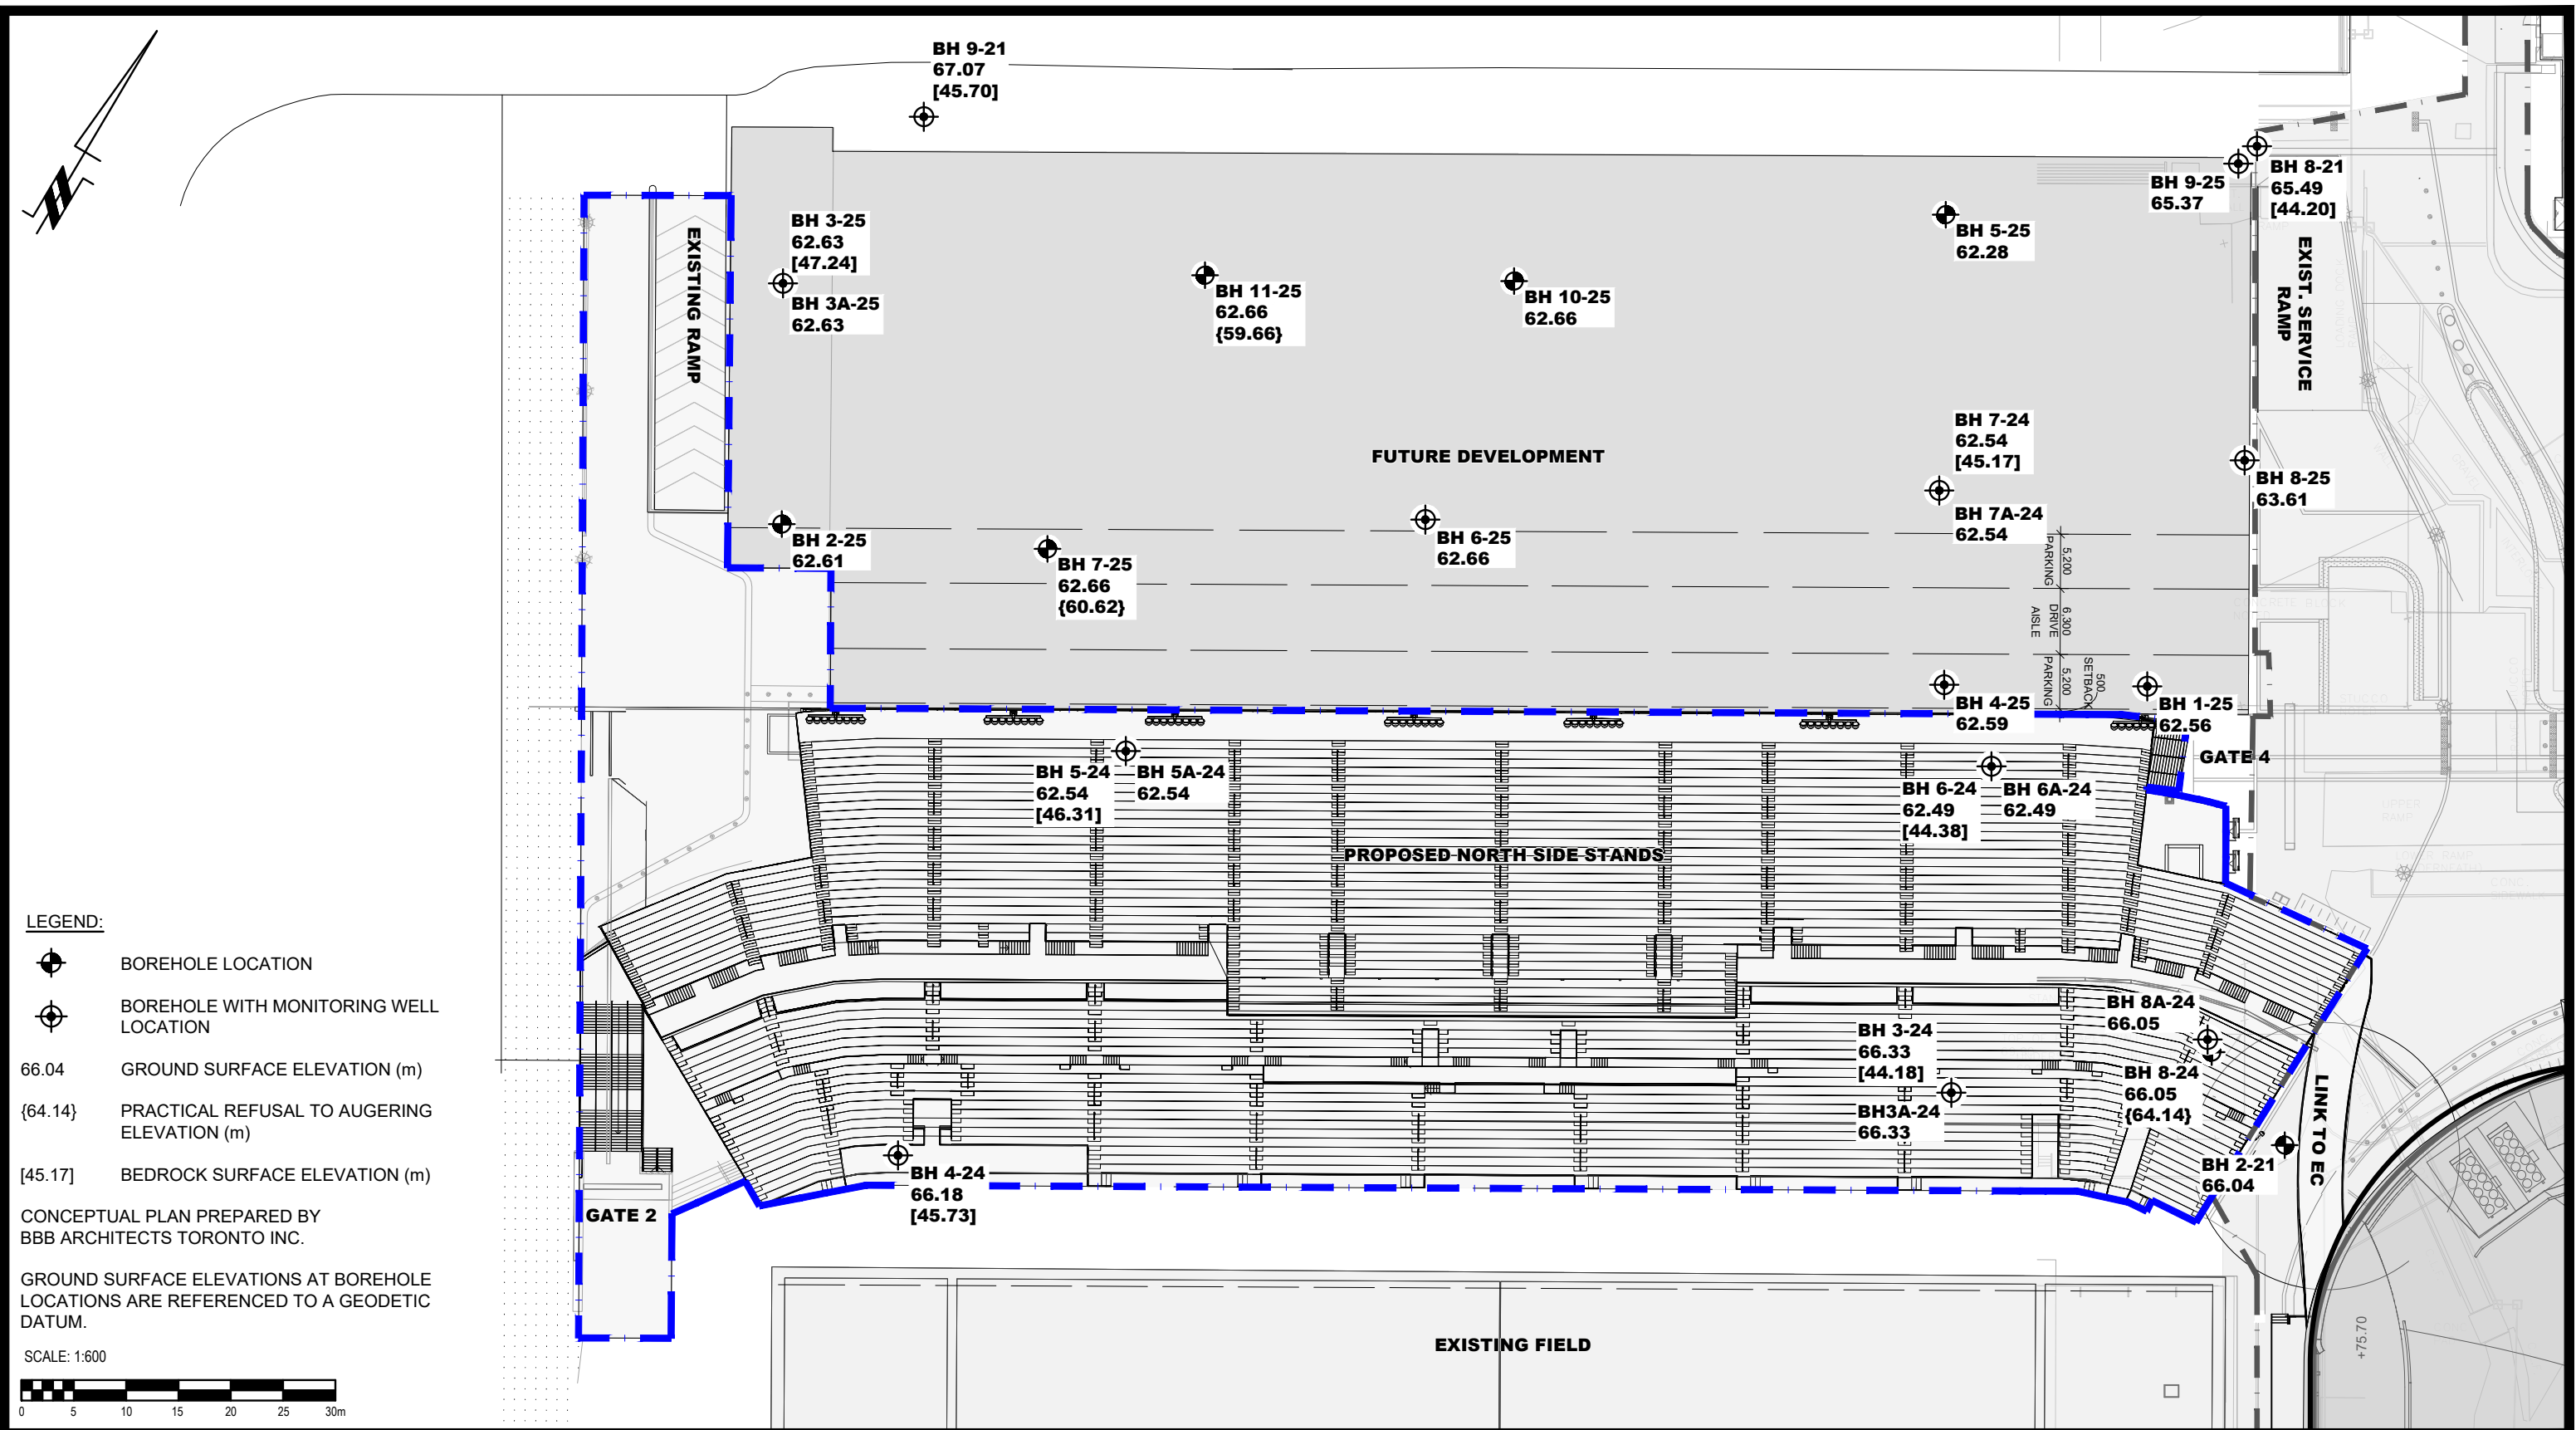 BH 9-21
67.07
[45.70]
BH 8-21
65.49
[44.20]
BH 9-25
65.37
BH 3-25
62.63
[47.24]
BH 3A-25
62.63
BH 5-25
62.28
BH 11-25
62.66
{59.66}
BH 10-25
62.66
EXISTING RAMP
EXIST. SERVICE
RAMP
BH 7-24
62.54
[45.17]
FUTURE DEVELOPMENT
BH 8-25
63.61
BH 7A-24
62.54
BH 2-25
62.61
BH 6-25
62.66
BH 7-25
62.66
{60.62}
5,200
PARKING
6,300
DRIVE
AISLE
5,200
PARKING
500
SETBACK
BH 4-25
62.59
BH 1-25
62.56
GATE 4
BH 5-24
62.54
[46.31]
BH 5A-24
62.54
BH 6-24
62.49
[44.38]
BH 6A-24
62.49
UPPER
RAMP
PROPOSED NORTH SIDE STANDS
BH 8A-24
66.05
BH 3-24
66.33
[44.18]
BH3A-24
66.33
BH 8-24
66.05
{64.14}
LINK TO EC
BH 2-21
66.04
BH 4-24
66.18
[45.73]
GATE 2
EXISTING FIELD
+75.70
LEGEND:
BOREHOLE LOCATION
BOREHOLE WITH MONITORING WELL
LOCATION
66.04 GROUND SURFACE ELEVATION (m)
{64.14} PRACTICAL REFUSAL TO AUGERING
ELEVATION (m)
[45.17] BEDROCK SURFACE ELEVATION (m)
CONCEPTUAL PLAN PREPARED BY
BBB ARCHITECTS TORONTO INC.
GROUND SURFACE ELEVATIONS AT BOREHOLE
LOCATIONS ARE REFERENCED TO A GEODETIC
DATUM.
SCALE: 1:600
0 5 10 15 20 25 30m